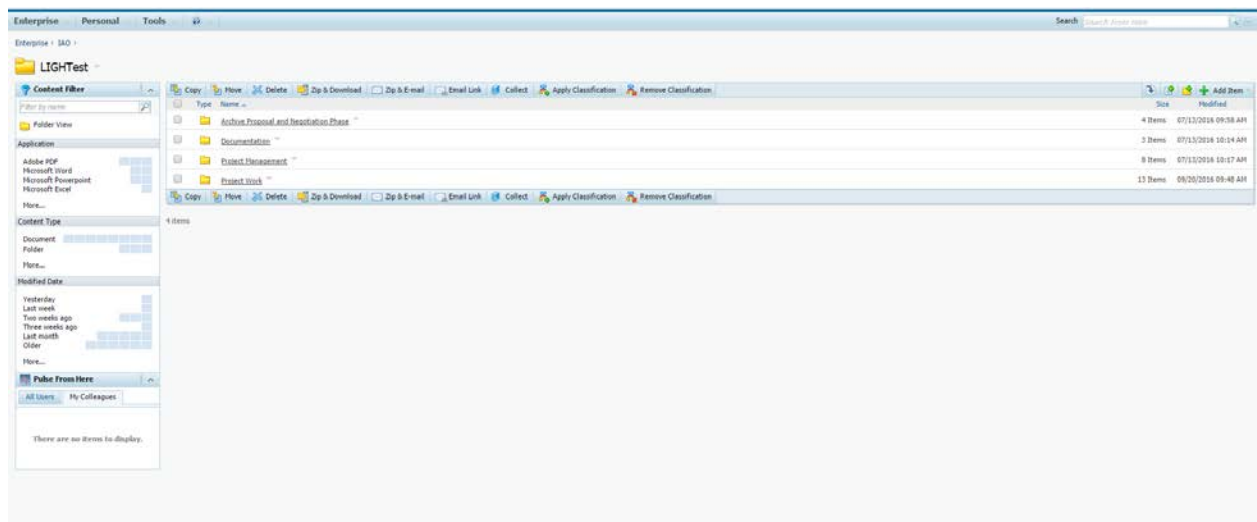 Enterprise Personal Tools
Search
Enterprise › IAO ›
LIGHTest
Content Filter
Copy Move Delete Zip & Download Zip & E-mail Email Link Collect Apply Classification Remove Classification
Add Item
Filter by name
Type Name Size Modified
Folder View
Archive Proposal and Negotiation Phase 4 Items 07/13/2016 09:58 AM
Documentation 3 Items 07/13/2016 10:14 AM
Project Management 8 Items 07/13/2016 10:17 AM
Project Work 13 Items 09/20/2016 09:48 AM
Copy Move Delete Zip & Download Zip & E-mail Email Link Collect Apply Classification Remove Classification
4 items
Application
Adobe PDF
Microsoft Word
Microsoft Powerpoint
Microsoft Excel
More...
Content Type
Document
Folder
More...
Modified Date
Yesterday
Last week
Two weeks ago
Three weeks ago
Last month
Older
More...
Pulse From Here
All Users My Colleagues
There are no items to display.